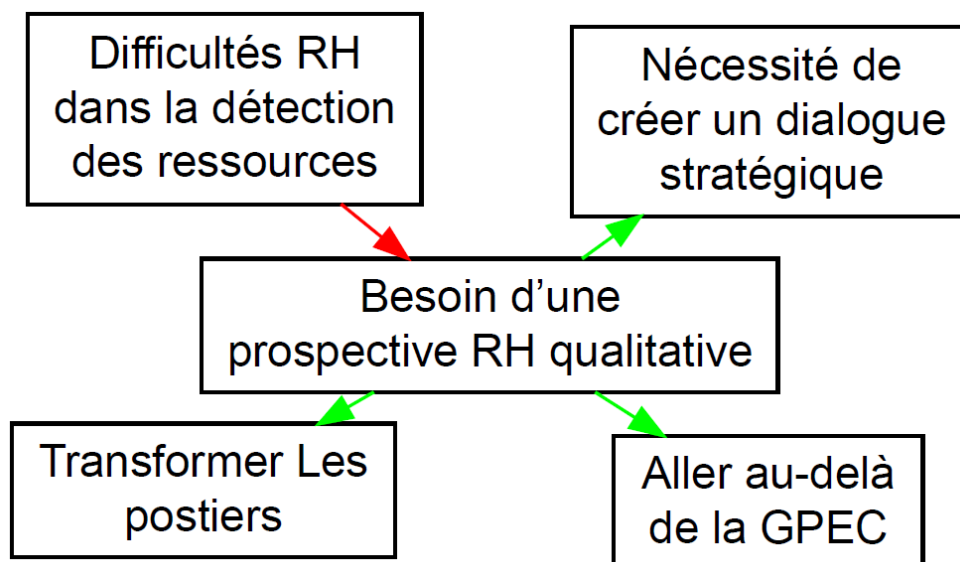 Difficultés RH
dans la détection
des ressources
Nécessité de
créer un dialogue
stratégique
Besoin d’une
prospective RH qualitative
Transformer Les
postiers
Aller au-delà
de la GPEC